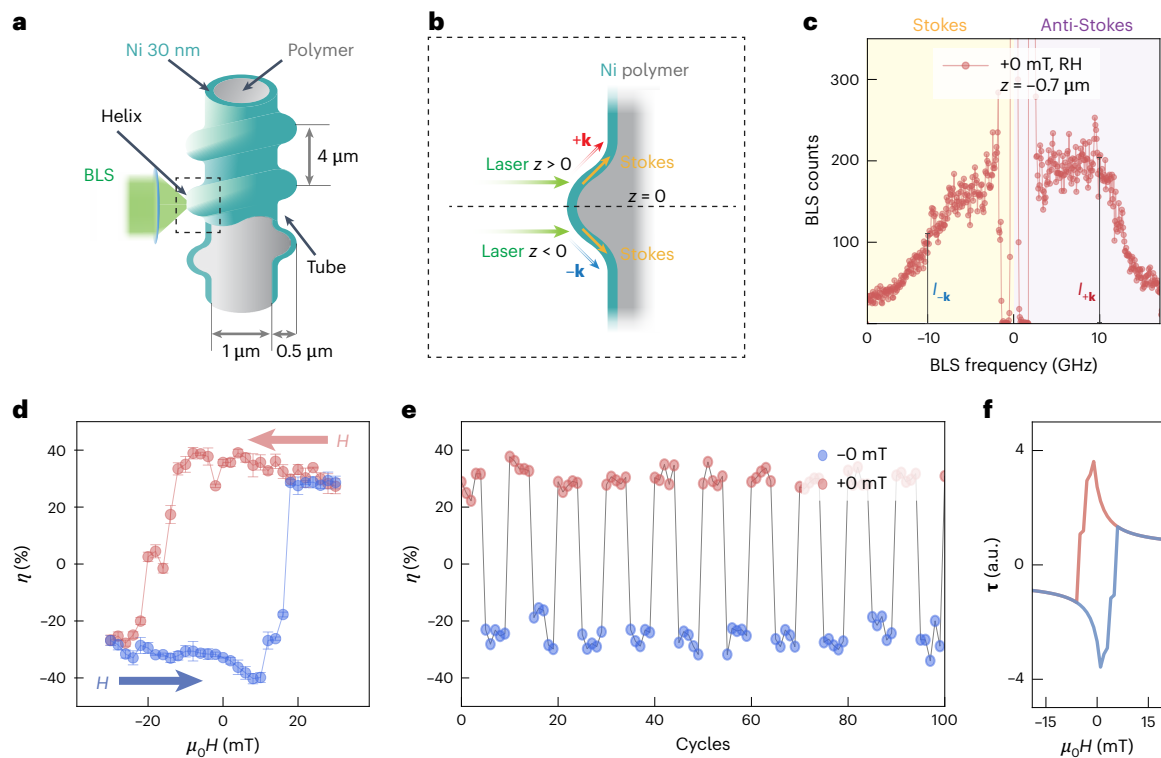 a
Ni 30 nm
Polymer
Helix
BLS
4 μm
Tube
1 μm
0.5 μm
b
Ni polymer
+k
Laser z > 0
Stokes
z = 0
Laser z < 0
Stokes
–k
c
Stokes
Anti-Stokes
+0 mT, RH
z = –0.7 μm
300
200
100
BLS counts
I–k
I+k
0
–10
0
10
BLS frequency (GHz)
d
H
40
20
0
–20
–40
η (%)
H
–20
0
20
μ0H (mT)
e
–0 mT
+0 mT
40
20
0
–20
–40
η (%)
0
20
40
60
80
100
Cycles
f
4
0
–4
τ (a.u.)
–15
0
15
μ0H (mT)